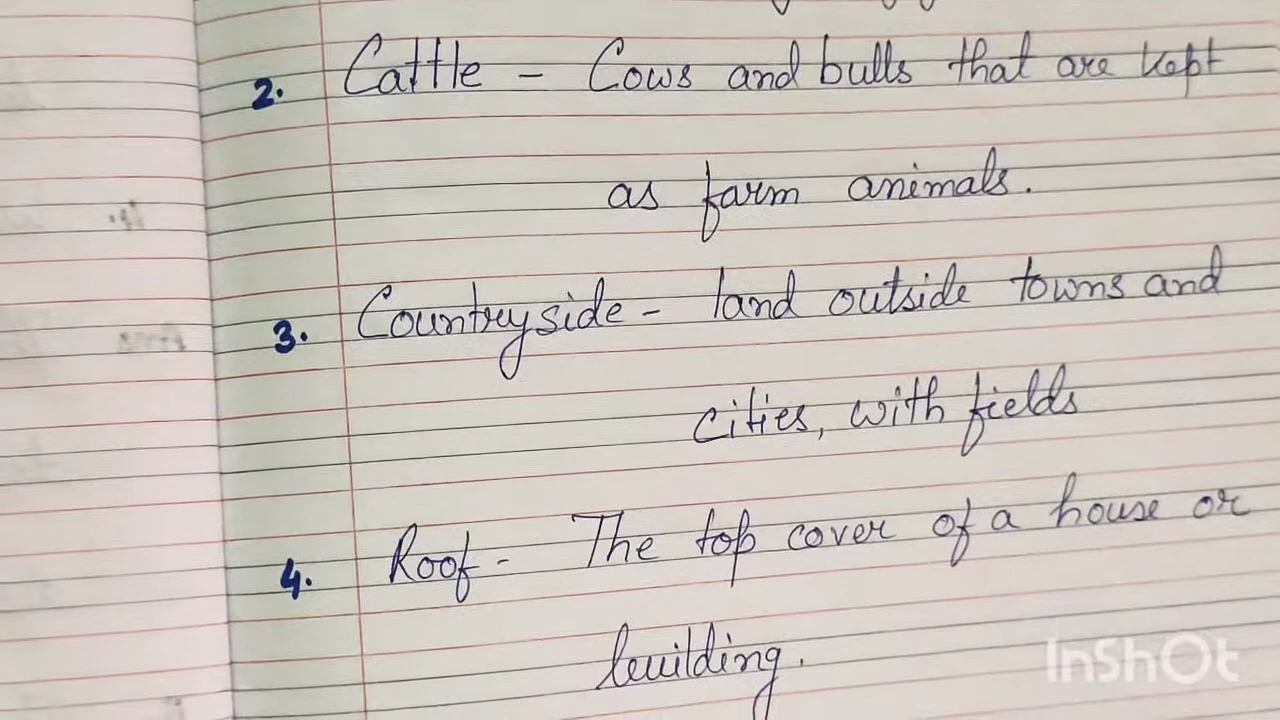 2. Cattle - Cows and bulls that are kept
as farm animals.
3. Countryside - land outside towns and
cities, with fields
4. Roof - The top cover of a house or
building.
InShOt